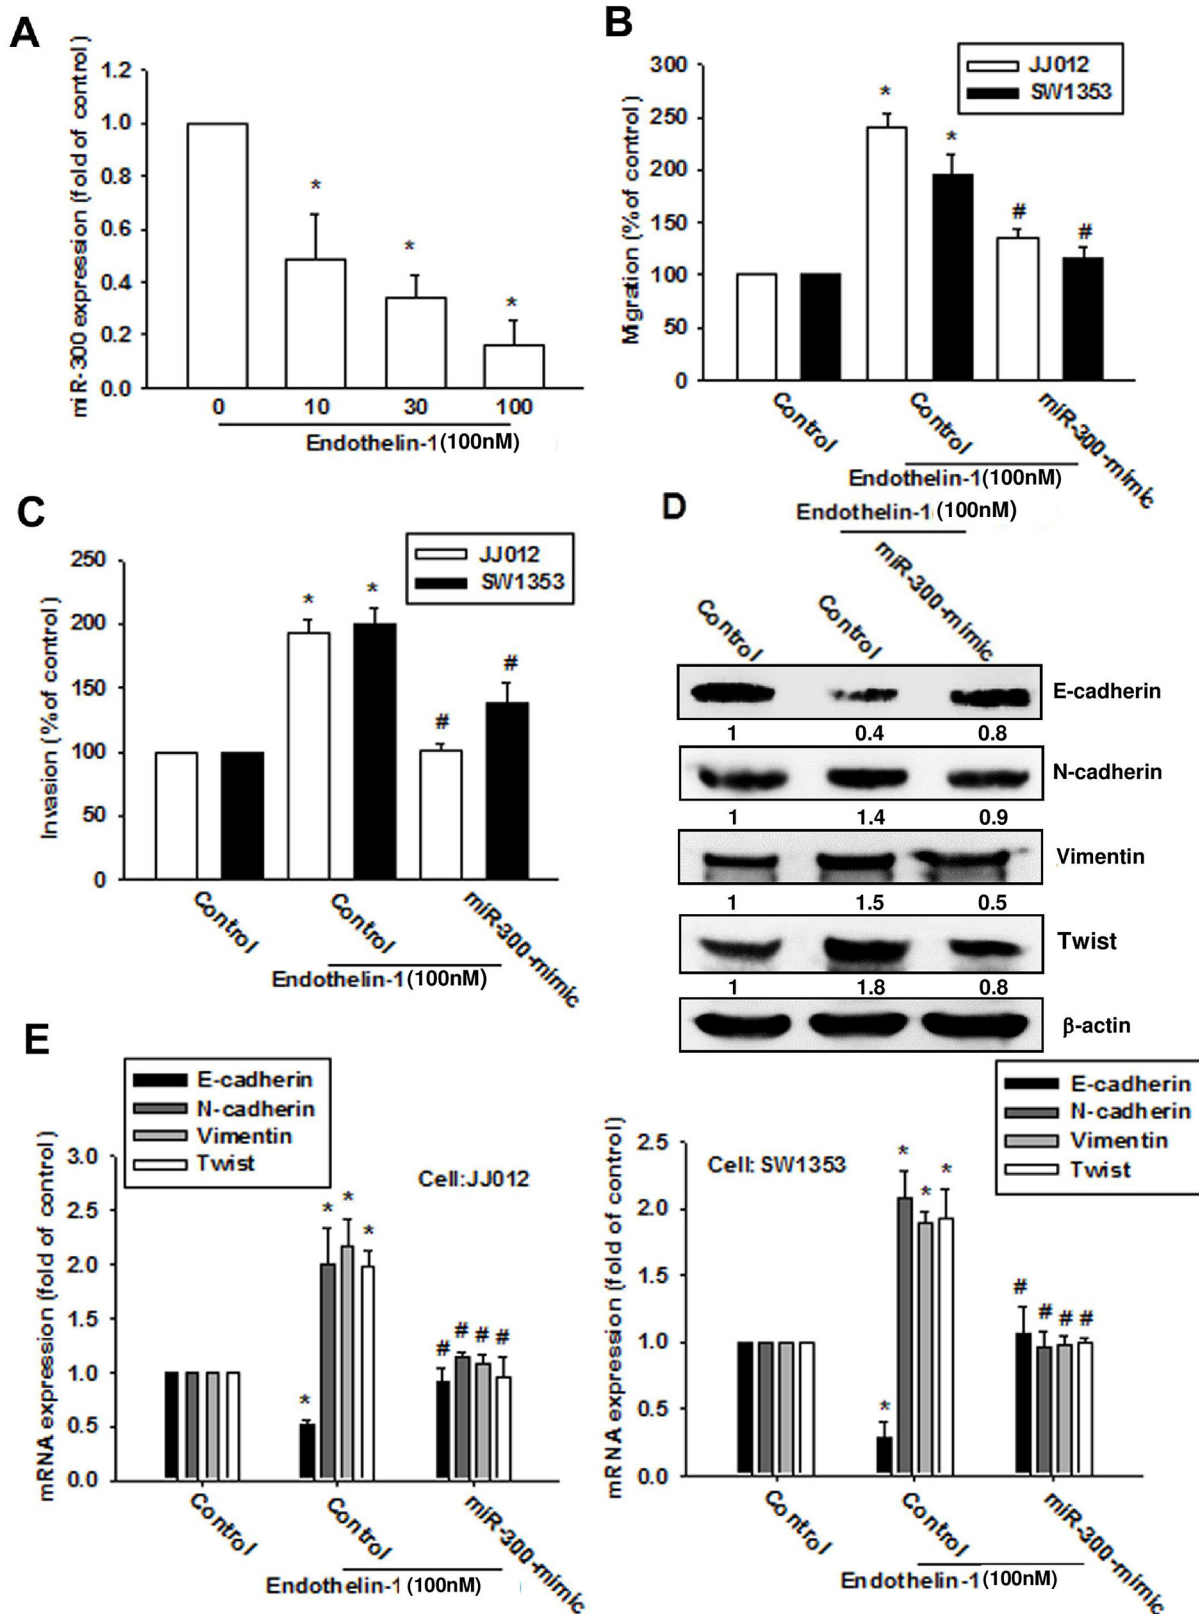 A
miR-300 expression (fold of control)
1.2
1.0
0.8
0.6
0.4
0.2
0.0
*
*
*
0 10 30 100
Endothelin-1(100nM)
B
Migration (% of control)
300
250
200
150
100
50
0
JJ012
SW1353
*
*
#
#
Control
Control
miR-300-mimic
Endothelin-1(100nM)
C
Invasion (% of control)
250
200
150
100
50
0
JJ012
SW1353
*
*
#
#
Control
Control
miR-300-mimic
Endothelin-1(100nM)
D
Endothelin-1(100nM)
Control
Control
miR-300-mimic
E-cadherin
1 0.4 0.8
N-cadherin
1 1.4 0.9
Vimentin
1 1.5 0.5
Twist
1 1.8 0.8
β-actin
E
mRNA expression (fold of control)
3.0
2.5
2.0
1.5
1.0
0.5
0.0
E-cadherin
N-cadherin
Vimentin
Twist
Cell:JJ012
* * * *
# # # #
Control
Control
miR-300-mimic
Endothelin-1(100nM)
mRNA expression (fold of control)
2.5
2.0
1.5
1.0
0.5
0.0
Cell: SW1353
E-cadherin
N-cadherin
Vimentin
Twist
* * * *
# # # #
Control
Control
miR-300-mimic
Endothelin-1(100nM)